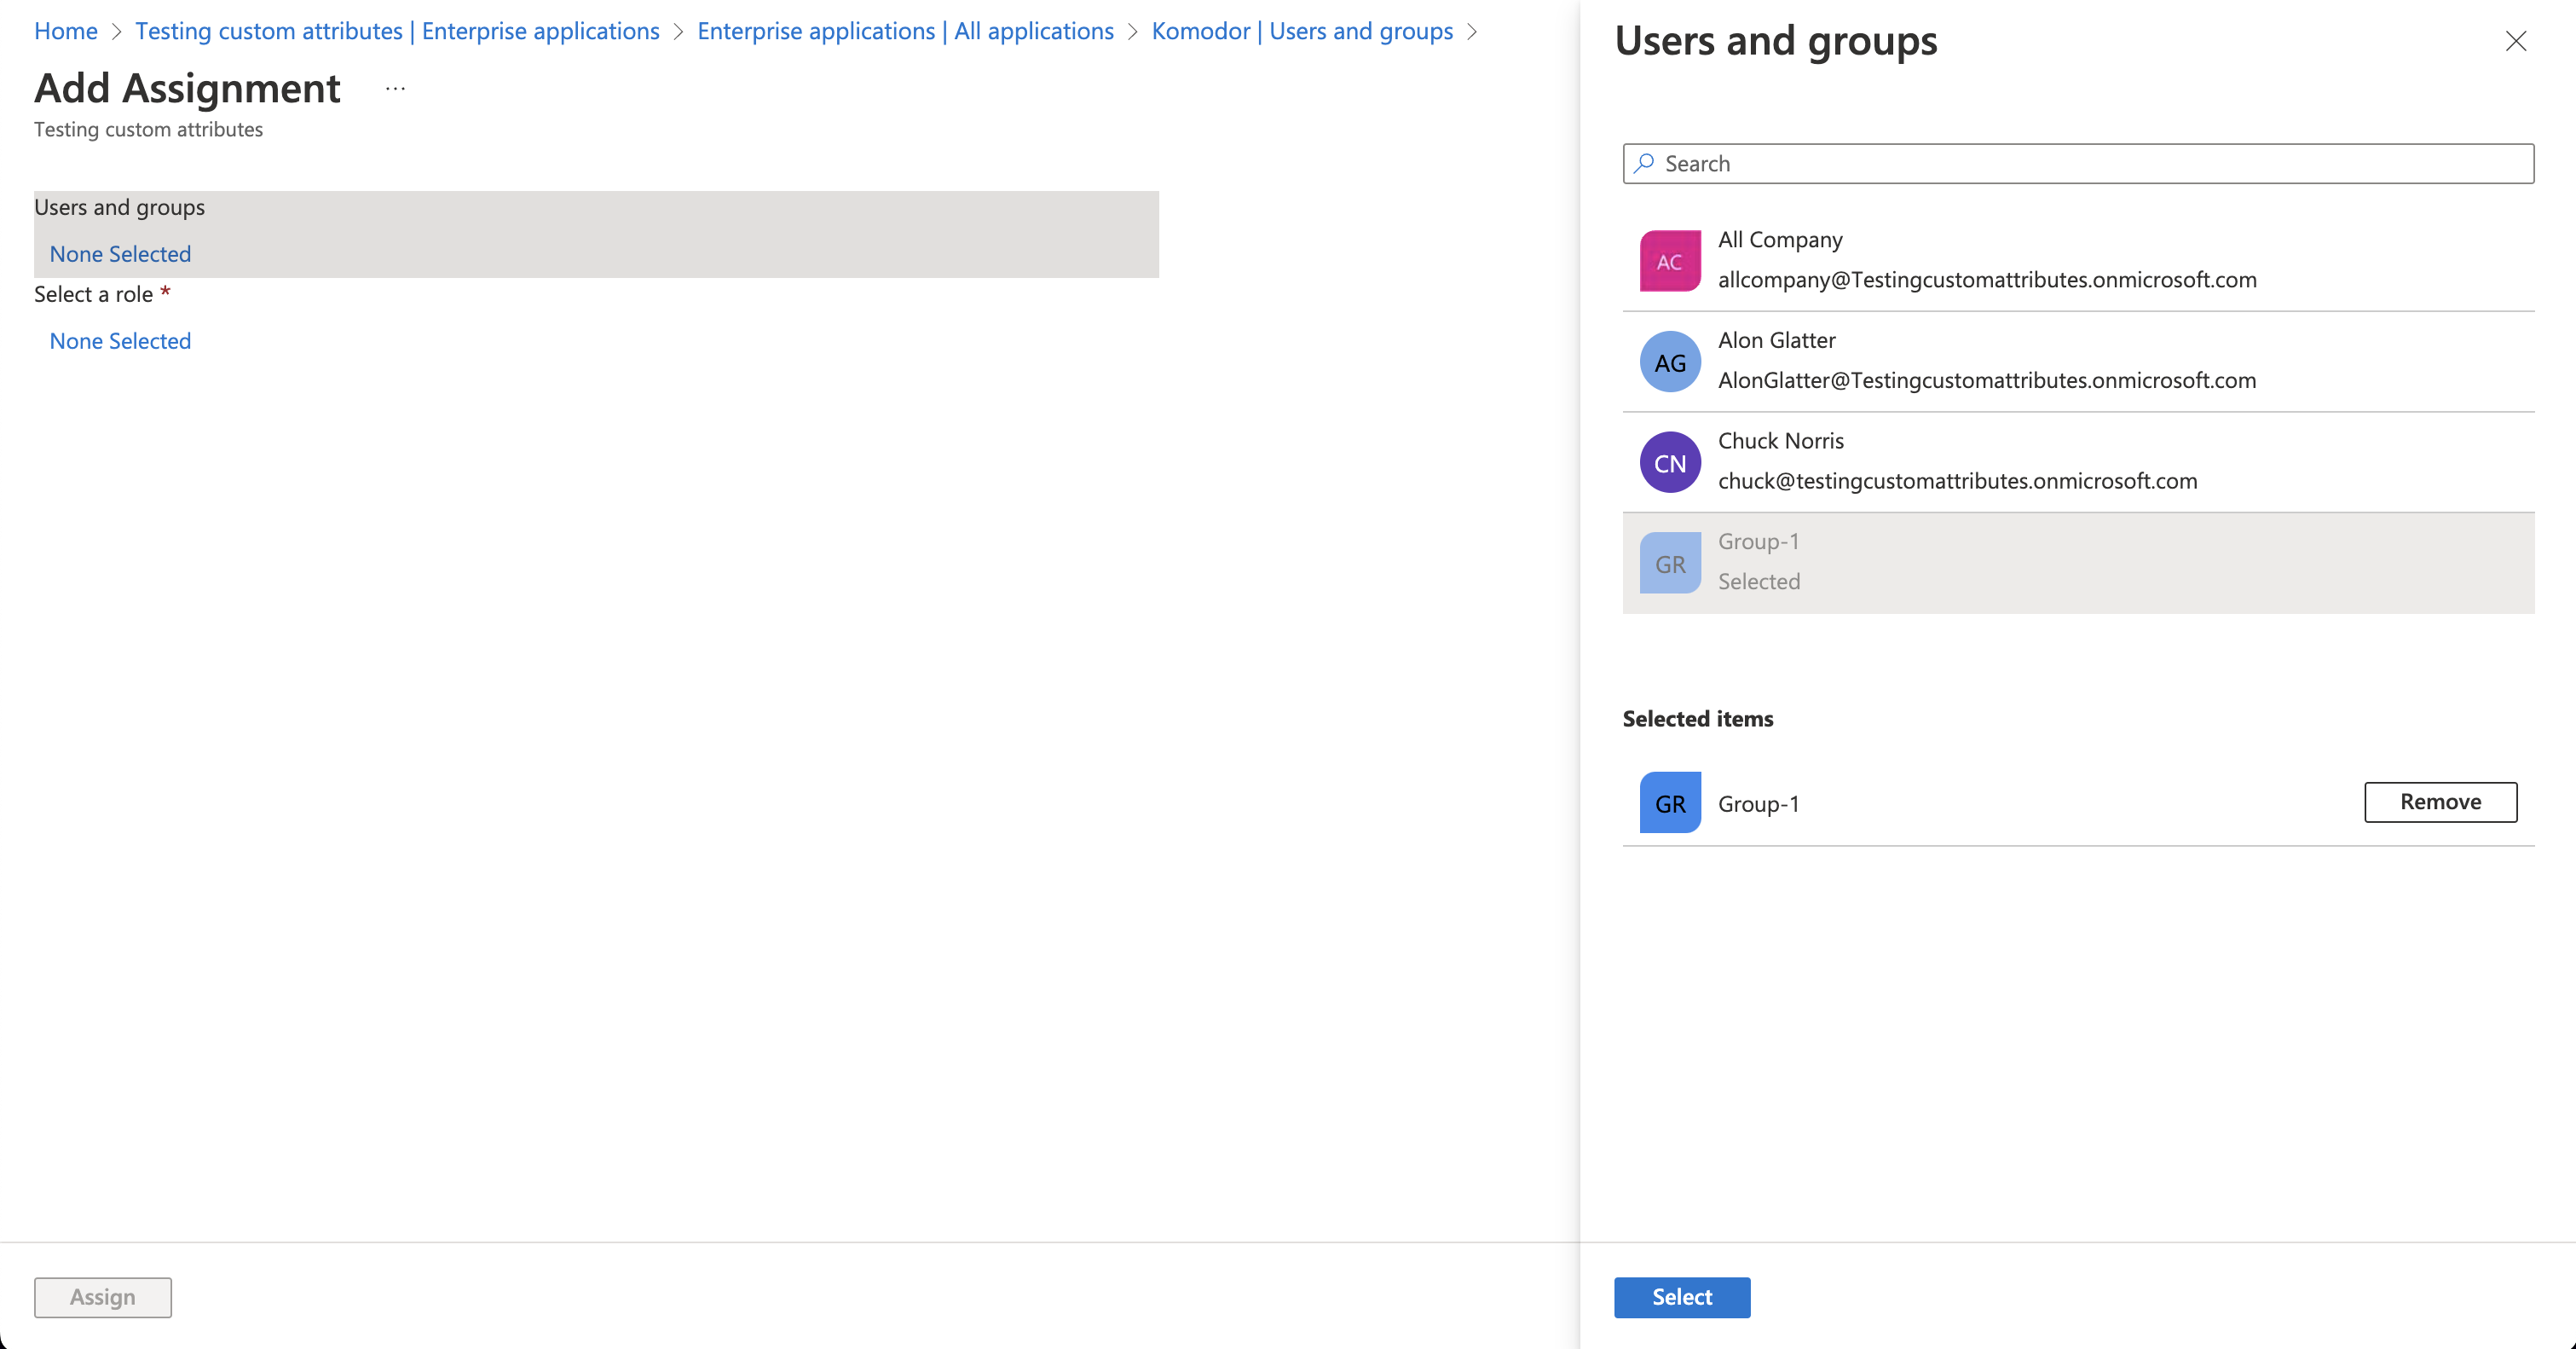 Home > Testing custom attributes | Enterprise applications > Enterprise applications | All applications > Komodor | Users and groups >
Add Assignment ...
Testing custom attributes
Users and groups
None Selected
Select a role *
None Selected
Assign
Users and groups
Search
AC
All Company
allcompany@Testingcustomattributes.onmicrosoft.com
AG
Alon Glatter
AlonGlatter@Testingcustomattributes.onmicrosoft.com
CN
Chuck Norris
chuck@testingcustomattributes.onmicrosoft.com
GR
Group-1
Selected
Selected items
GR
Group-1
Remove
Select